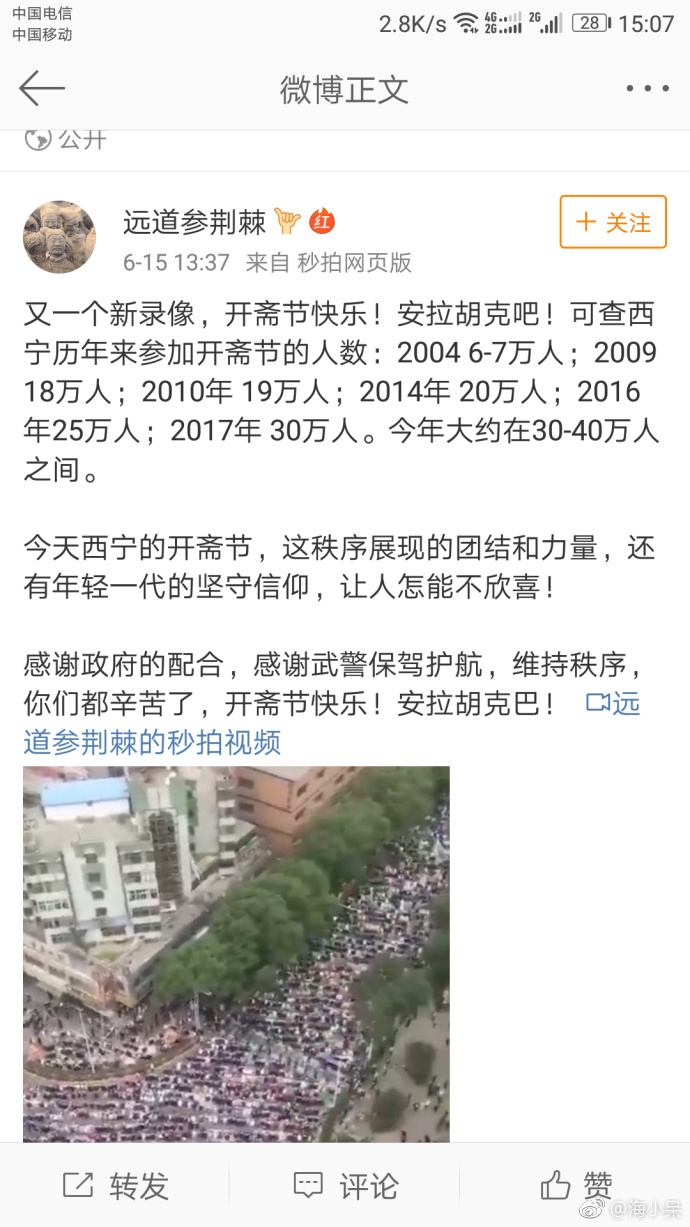 中国电信
中国移动
2.8K/s 4G 2G 2G 28 15:07
微博正文
公开
远道参荆棘 红
+ 关注
6-15 13:37 来自 秒拍网页版
又一个新录像，开斋节快乐！安拉胡克吧！可查西
宁历年来参加开斋节的人数：2004 6-7万人；2009
18万人；2010年 19万人；2014年 20万人；2016
年25万人；2017年 30万人。今年大约在30-40万人
之间。
今天西宁的开斋节，这秩序展现的团结和力量，还
有年轻一代的坚守信仰，让人怎能不欣喜！
感谢政府的配合，感谢武警保驾护航，维持秩序，
你们都辛苦了，开斋节快乐！安拉胡克巴！ 远
道参荆棘的秒拍视频
转发
评论
赞
@海小杲